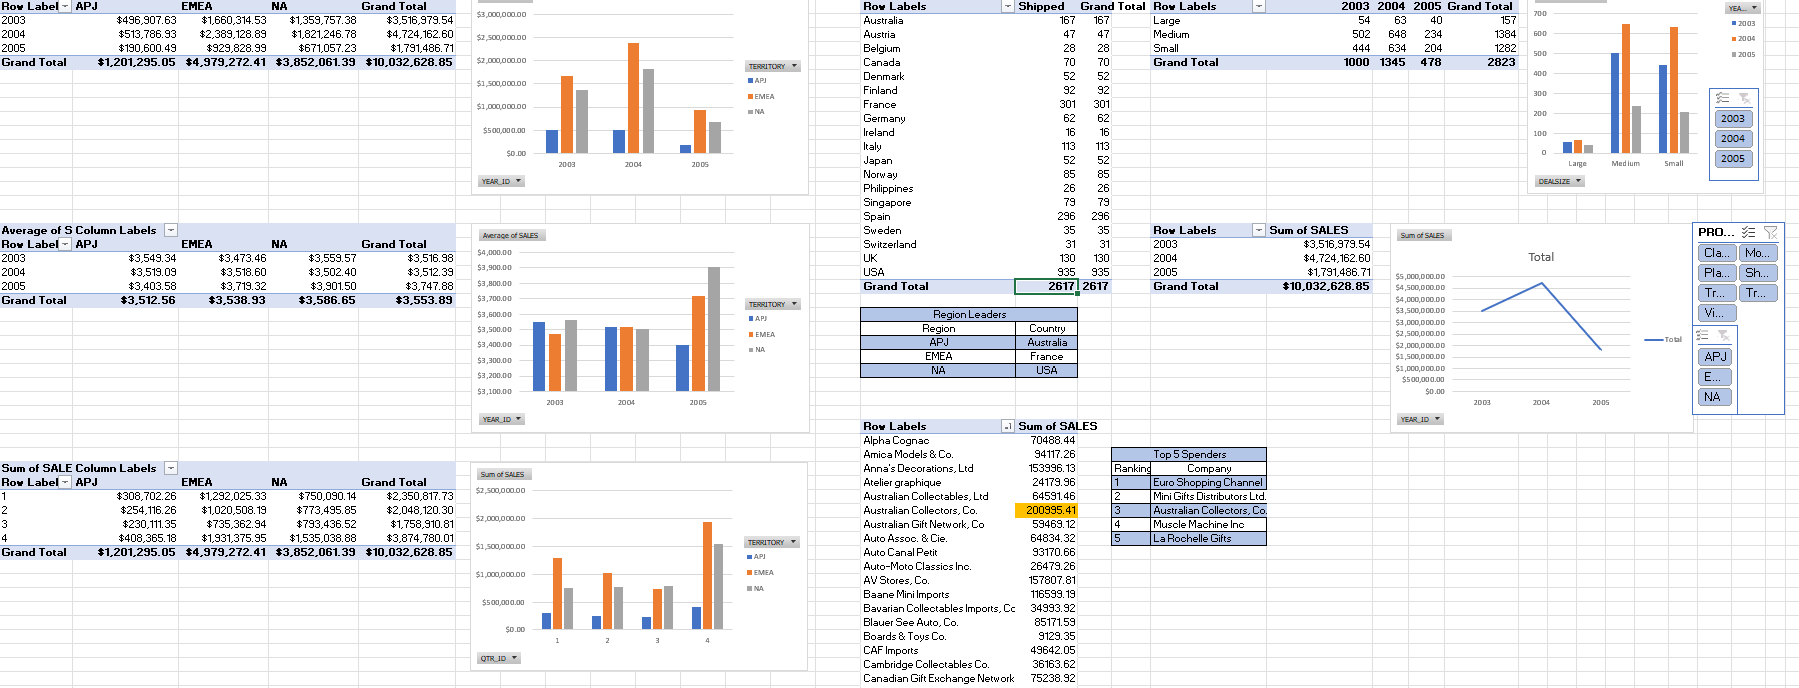 Row Label APJ EMEA NA Grand Total
2003 $496,907.63 $1,660,314.53 $1,359,757.38 $3,516,979.54
2004 $513,786.93 $2,389,128.89 $1,821,246.78 $4,724,162.60
2005 $190,600.49 $929,828.99 $671,057.23 $1,791,486.71
Grand Total $1,201,295.05 $4,979,272.41 $3,852,061.39 $10,032,628.85
$3,000,000.00
$2,500,000.00
$2,000,000.00
$1,500,000.00
$1,000,000.00
$500,000.00
$0.00
2003 2004 2005
TERRITORY
APJ
EMEA
NA
YEAR_ID
Average of S Column Labels
Row Label APJ EMEA NA Grand Total
2003 $3,549.34 $3,473.46 $3,559.57 $3,516.98
2004 $3,519.09 $3,518.60 $3,502.40 $3,512.39
2005 $3,403.58 $3,719.32 $3,901.50 $3,747.88
Grand Total $3,512.56 $3,538.93 $3,586.65 $3,553.89
Average of SALES
$4,000.00
$3,900.00
$3,800.00
$3,700.00
$3,600.00
$3,500.00
$3,400.00
$3,300.00
$3,200.00
$3,100.00
2003 2004 2005
TERRITORY
APJ
EMEA
NA
YEAR_ID
Sum of SALE Column Labels
Row Label APJ EMEA NA Grand Total
1 $308,702.26 $1,292,025.33 $750,090.14 $2,350,817.73
2 $254,116.26 $1,020,508.19 $773,495.85 $2,048,120.30
3 $230,111.35 $735,362.94 $793,436.52 $1,758,910.81
4 $408,365.18 $1,931,375.95 $1,535,038.88 $3,874,780.01
Grand Total $1,201,295.05 $4,979,272.41 $3,852,061.39 $10,032,628.85
Sum of SALES
$2,500,000.00
$2,000,000.00
$1,500,000.00
$1,000,000.00
$500,000.00
$0.00
1 2 3 4
TERRITORY
APJ
EMEA
NA
QTR_ID
Row Labels Shipped Grand Total
Australia 167 167
Austria 47 47
Belgium 28 28
Canada 70 70
Denmark 52 52
Finland 92 92
France 301 301
Germany 62 62
Ireland 16 16
Italy 113 113
Japan 52 52
Norway 85 85
Philippines 26 26
Singapore 79 79
Spain 296 296
Sweden 35 35
Switzerland 31 31
UK 130 130
USA 935 935
Grand Total 2617 2617
Region Leaders
Region Country
APJ Australia
EMEA France
NA USA
Row Labels Sum of SALES
Alpha Cognac 70488.44
Amica Models & Co. 94117.26
Anna's Decorations, Ltd 153996.13
Atelier graphique 24179.96
Australian Collectables, Ltd 64591.46
Australian Collectors, Co. 200995.41
Australian Gift Network, Co 59469.12
Auto Assoc. & Cie. 64834.32
Auto Canal Petit 93170.66
Auto-Moto Classics Inc. 26479.26
AV Stores, Co. 157807.81
Baane Mini Imports 116599.19
Bavarian Collectables Imports, Cc 34993.92
Blauer See Auto, Co. 85171.59
Boards & Toys Co. 9129.35
CAF Imports 49642.05
Cambridge Collectables Co. 36163.62
Canadian Gift Exchange Network 75238.92
Top 5 Spenders
Ranking Company
1 Euro Shopping Channel
2 Mini Gifts Distributors Ltd.
3 Australian Collectors, Co.
4 Muscle Machine Inc
5 La Rochelle Gifts
Row Labels 2003 2004 2005 Grand Total
Large 54 63 40 157
Medium 502 648 234 1384
Small 444 634 204 1282
Grand Total 1000 1345 478 2823
700
600
500
400
300
200
100
0
Large Medium Small
YEA...
2003
2004
2005
DEALSIZE
2003
2004
2005
Row Labels Sum of SALES
2003 $3,516,979.54
2004 $4,724,162.60
2005 $1,791,486.71
Grand Total $10,032,628.85
Sum of SALES
Total
$5,000,000.00
$4,500,000.00
$4,000,000.00
$3,500,000.00
$3,000,000.00
$2,500,000.00
$2,000,000.00
$1,500,000.00
$1,000,000.00
$500,000.00
$0.00
2003 2004 2005
Total
YEAR_ID
PRO...
Cla... Mo...
Pla... Sh...
Tr... Tr...
Vi...
APJ
E...
NA